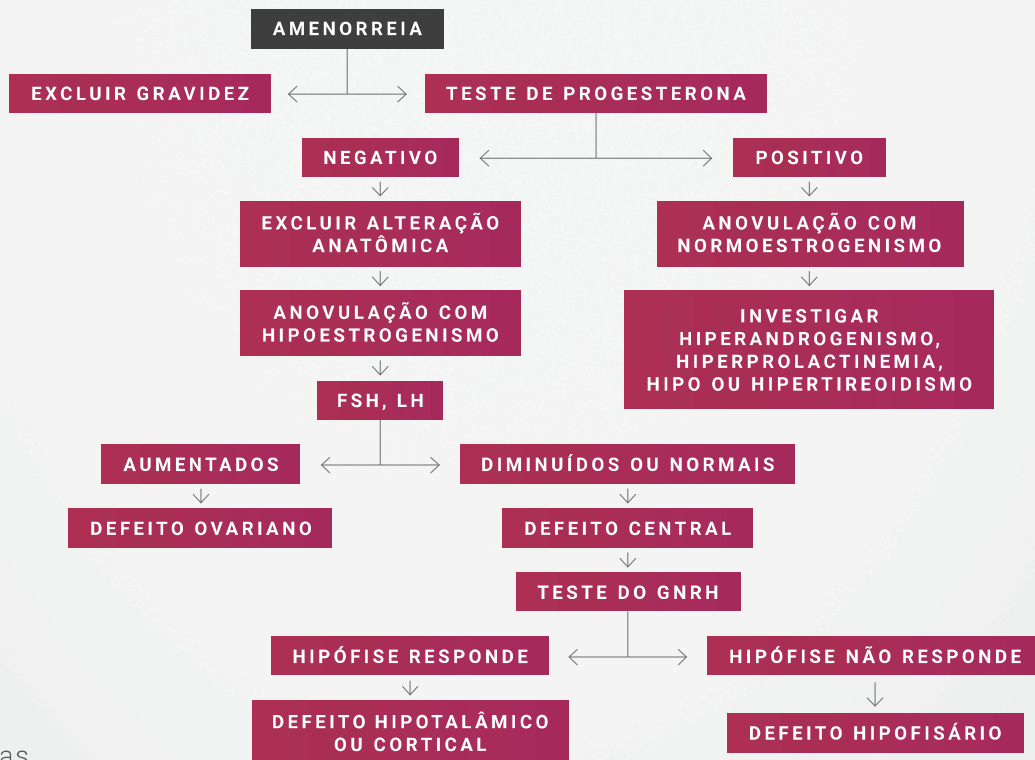 AMENORREIA
EXCLUIR GRAVIDEZ
TESTE DE PROGESTERONA
NEGATIVO
POSITIVO
EXCLUIR ALTERAÇÃO
ANATÔMICA
ANOVULAÇÃO COM
NORMOESTROGENISMO
ANOVULAÇÃO COM
HIPOESTROGENISMO
INVESTIGAR
HIPERANDROGENISMO,
HIPERPROLACTINEMIA,
HIPO OU HIPERTIREOIDISMO
FSH, LH
AUMENTADOS
DIMINUÍDOS OU NORMAIS
DEFEITO OVARIANO
DEFEITO CENTRAL
TESTE DO GNRH
HIPÓFISE RESPONDE
HIPÓFISE NÃO RESPONDE
DEFEITO HIPOTALÂMICO
OU CORTICAL
DEFEITO HIPOFISÁRIO